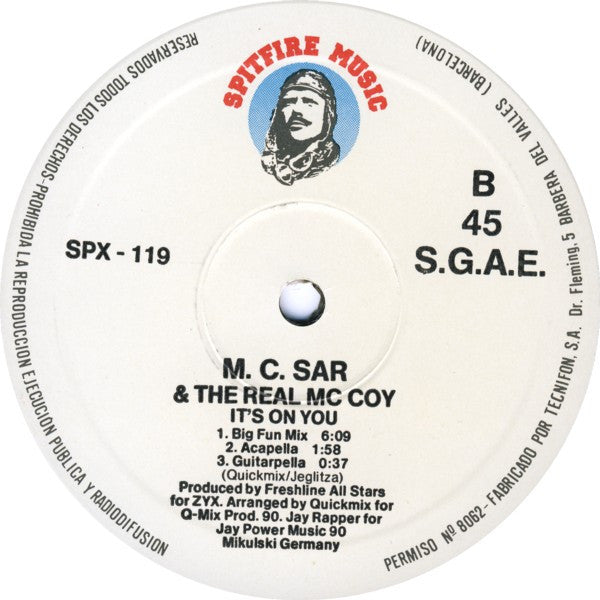 SPITFIRE MUSIC
SPX - 119
B
45
S.G.A.E.
M. C. SAR
& THE REAL MC COY
IT'S ON YOU
1. Big Fun Mix 6:09
2. Acapella 1:58
3. Guitarpella 0:37
(Quickmix/Jeglitza)
Produced by Freshline All Stars
for ZYX. Arranged by Quickmix for
Q-Mix Prod. 90. Jay Rapper for
Jay Power Music 90
Mikulski Germany
RESERVADOS TODOS LOS DERECHOS-PROHIBIDA LA REPRODUCCION EJECUCIÓN PUBLICA Y RADIODIFUSION
PERMISO Nº 8062-FABRICADO POR TECNIFON, S.A. Dr. Fleming, 5 BARBERA DEL VALLES (BARCELONA)